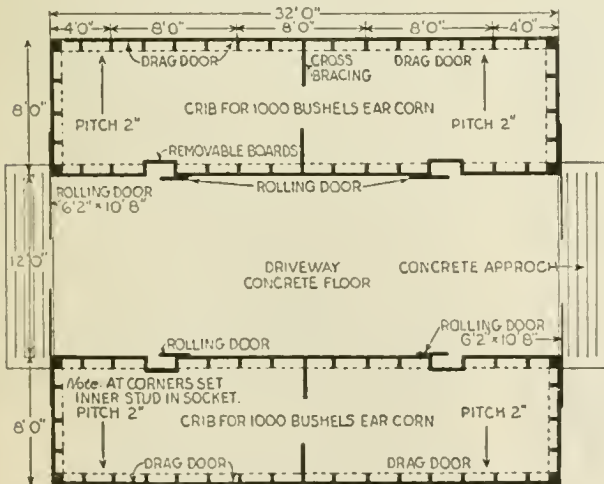 32'0"
4'0" 8'0" 8'0" 8'0" 4'0"
DRAG DOOR CROSS BRACING DRAG DOOR
8'0"
CRIB FOR 1000 BUSHELS EAR CORN
PITCH 2" PITCH 2"
REMOVABLE BOARDS
ROLLING DOOR 6'2" × 10'8"
ROLLING DOOR
12'0"
DRIVEWAY
CONCRETE FLOOR
CONCRETE APPROCH
ROLLING DOOR
ROLLING DOOR
6'2" × 10'8"
Note: AT CORNERS SET
INNER STUD IN SOCKET.
PITCH 2" PITCH 2"
8'0"
CRIB FOR 1000 BUSHELS EAR CORN
DRAG DOOR DRAG DOOR